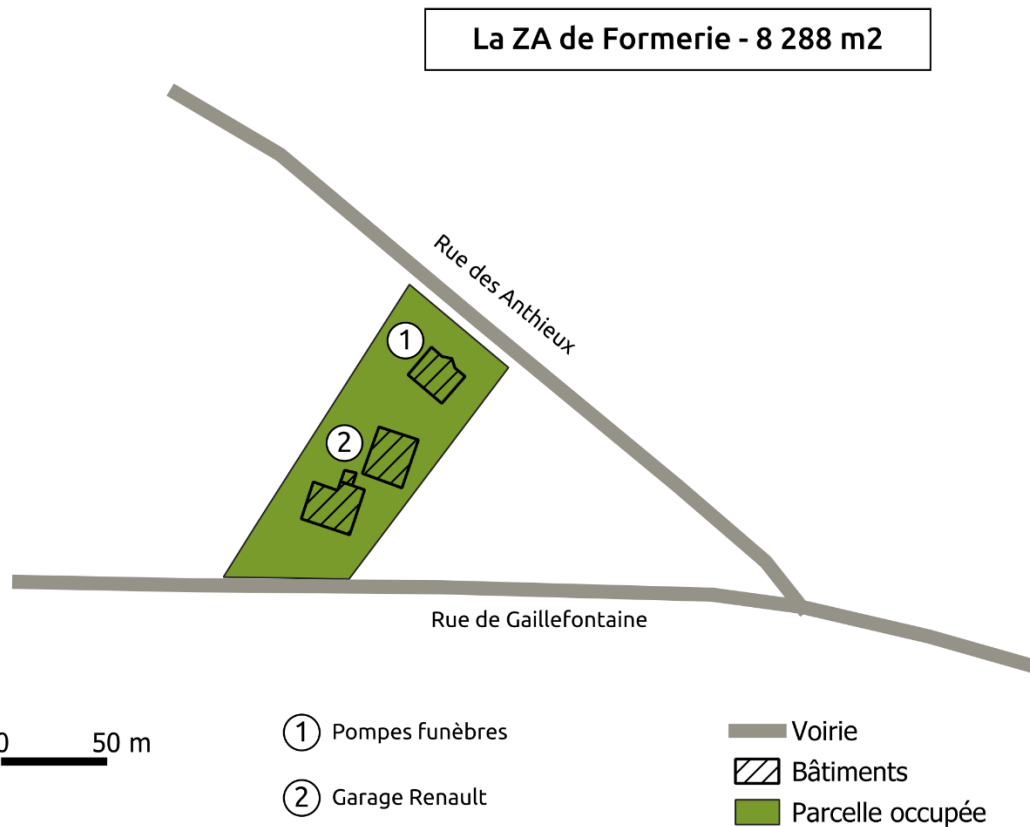 La ZA de Formerie - 8 288 m2
Rue des Anthieux
1
2
Rue de Gaillefontaine
0 50 m
1 Pompes funèbres
2 Garage Renault
Voirie
Bâtiments
Parcelle occupée